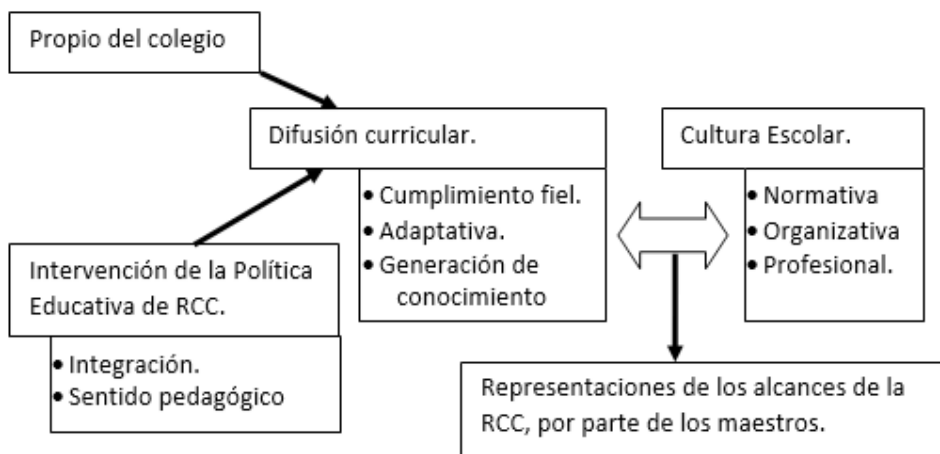 Propio del colegio
Difusión curricular.
• Cumplimiento fiel.
• Adaptativa.
• Generación de
conocimiento
Cultura Escolar.
• Normativa
• Organizativa
• Profesional.
Intervención de la Política
Educativa de RCC.
• Integración.
• Sentido pedagógico
Representaciones de los alcances de la
RCC, por parte de los maestros.